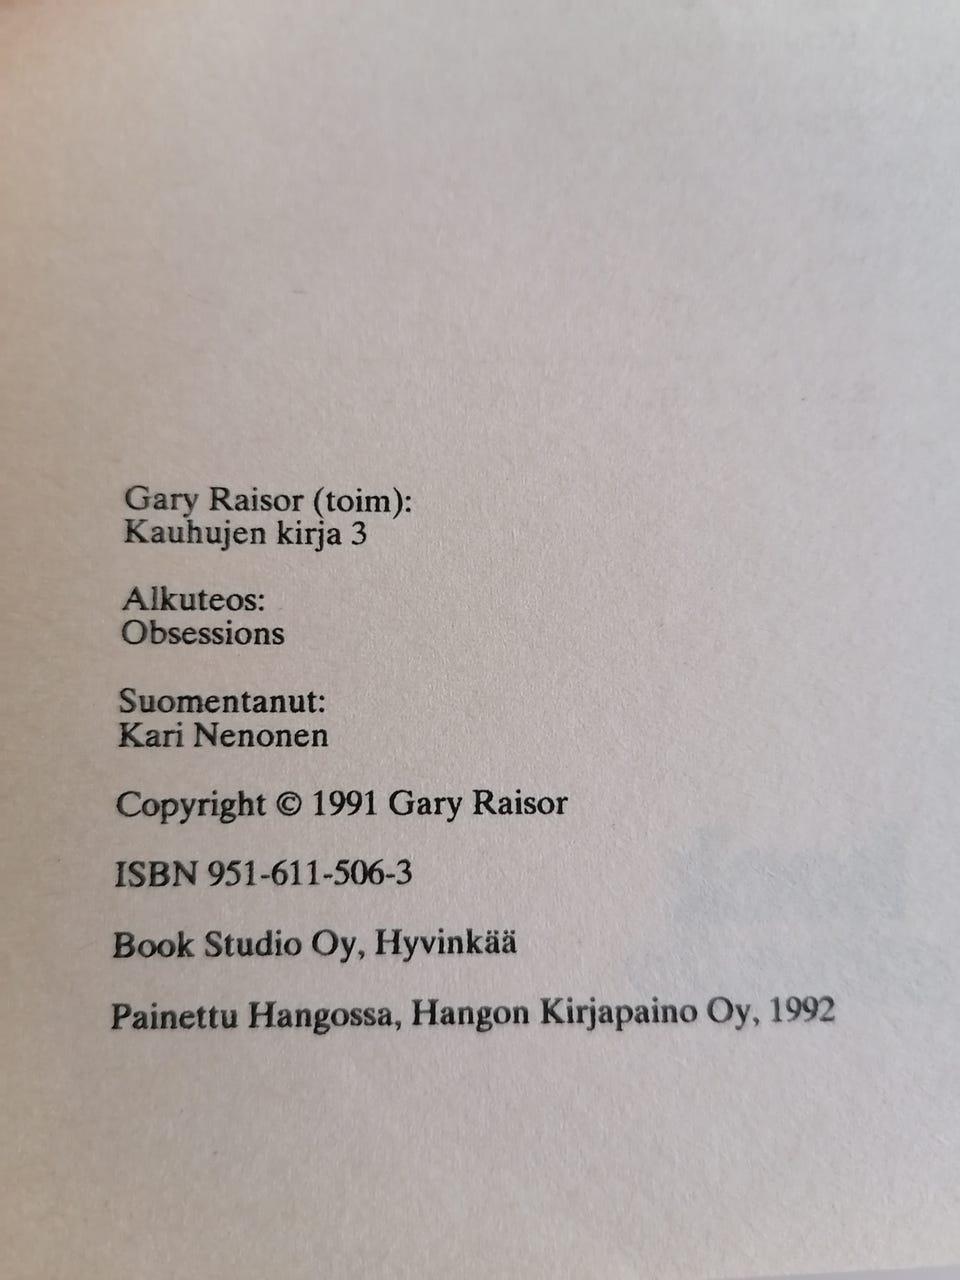 Gary Raisor (toim):
Kauhujen kirja 3
Alkuteos:
Obsessions
Suomentanut:
Kari Nenonen
Copyright © 1991 Gary Raisor
ISBN 951-611-506-3
Book Studio Oy, Hyvinkää
Painettu Hangossa, Hangon Kirjapaino Oy, 1992